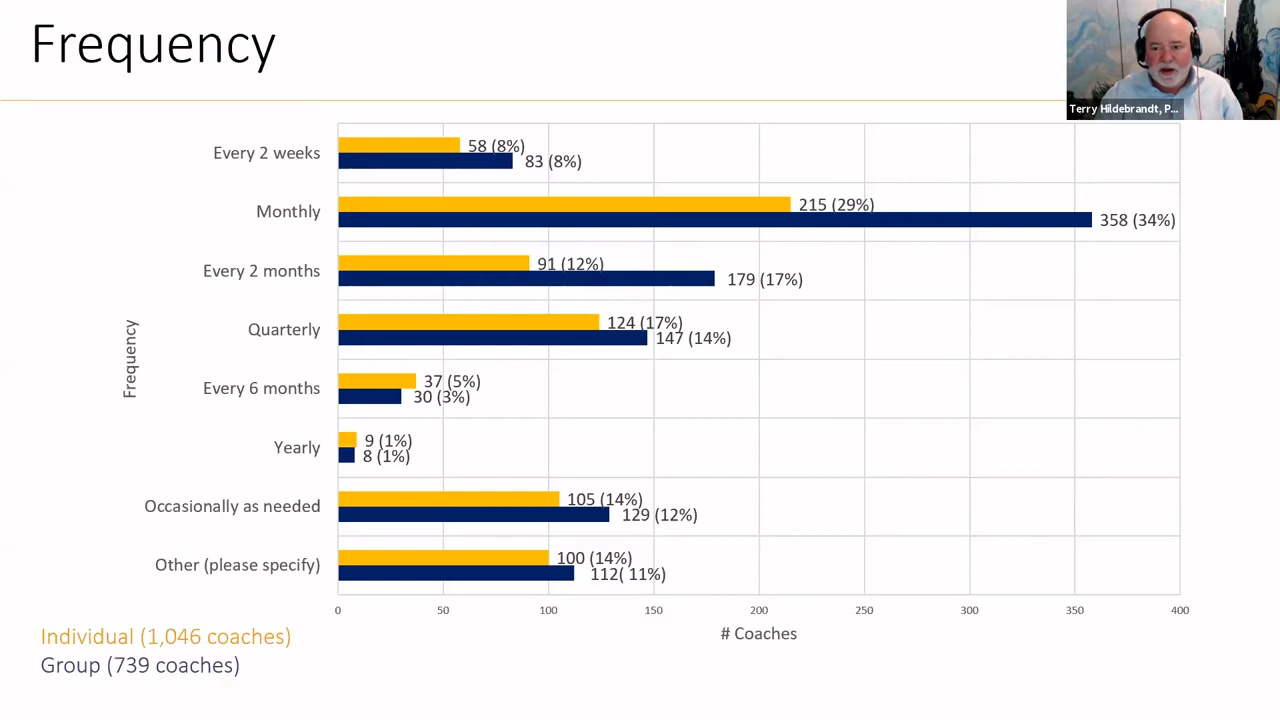 Frequency
Terry Hildebrandt, P...
Every 2 weeks
58 (8%)
83 (8%)
Monthly
215 (29%)
358 (34%)
Every 2 months
91 (12%)
179 (17%)
Quarterly
124 (17%)
147 (14%)
Frequency
Every 6 months
37 (5%)
30 (3%)
Yearly
9 (1%)
8 (1%)
Occasionally as needed
105 (14%)
129 (12%)
Other (please specify)
100 (14%)
112( 11%)
0 50 100 150 200 250 300 350 400
# Coaches
Individual (1,046 coaches)
Group (739 coaches)